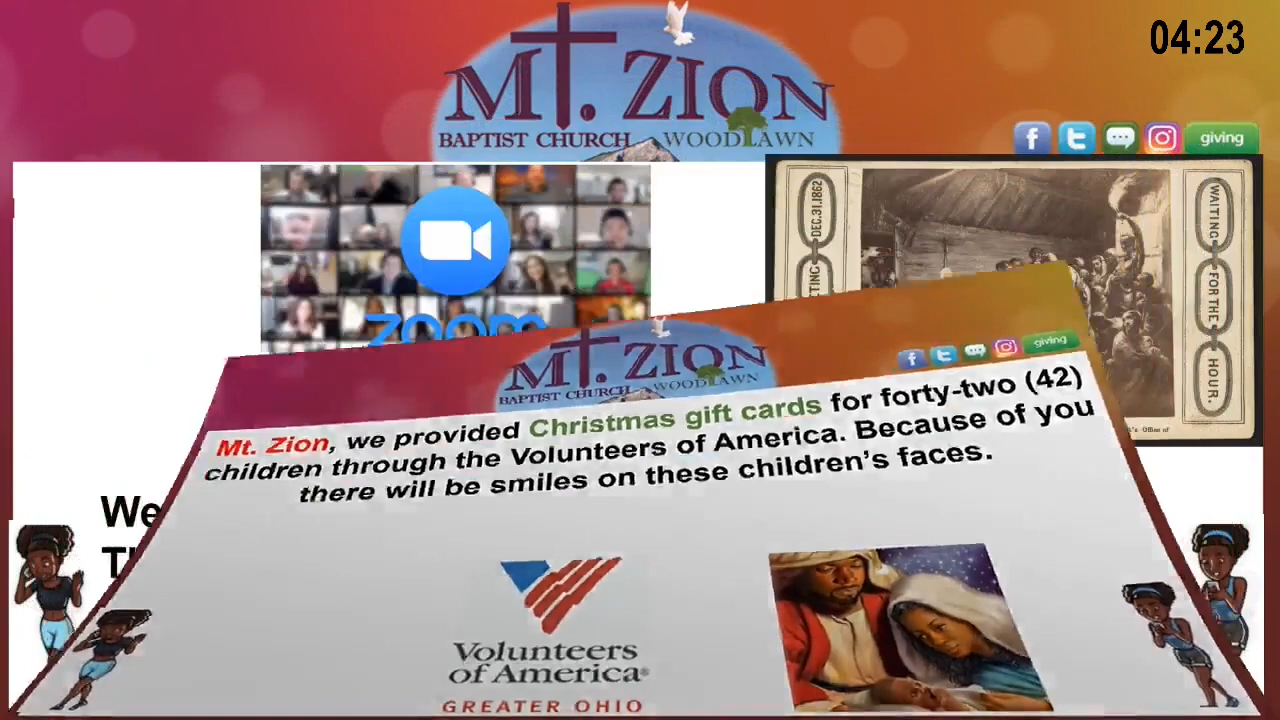 04:23
MT. ZION
BAPTIST CHURCH WOODLAWN
f t giving
DEC.31.1862
WAITING FOR THE HOUR.
zoom
MT. ZION
BAPTIST CHURCH WOODLAWN
f t giving
Mt. Zion, we provided Christmas gift cards for forty-two (42)
children through the Volunteers of America. Because of you
there will be smiles on these children's faces.
We
Volunteers
of America®
GREATER OHIO